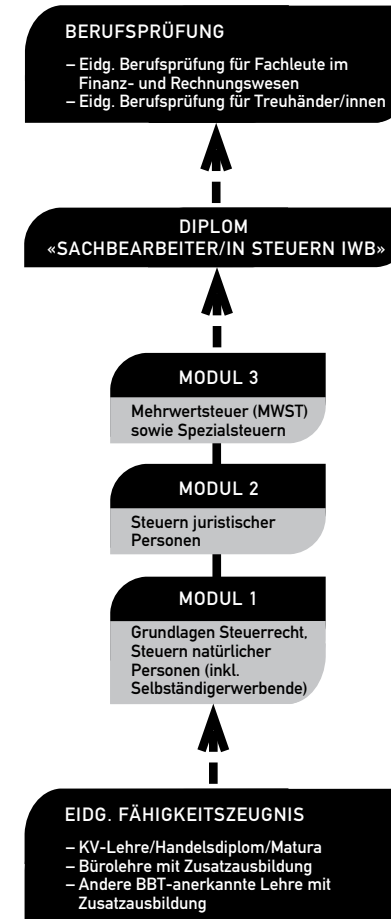 BERUFSPRÜFUNG
– Eidg. Berufsprüfung für Fachleute im
Finanz- und Rechnungswesen
– Eidg. Berufsprüfung für Treuhänder/innen
DIPLOM
«SACHBEARBEITER/IN STEUERN IWB»
MODUL 3
Mehrwertsteuer (MWST)
sowie Spezialsteuern
MODUL 2
Steuern juristischer
Personen
MODUL 1
Grundlagen Steuerrecht,
Steuern natürlicher
Personen (inkl.
Selbständigerwerbende)
EIDG. FÄHIGKEITSZEUGNIS
– KV-Lehre/Handelsdiplom/Matura
– Bürolehre mit Zusatzausbildung
– Andere BBT-anerkannte Lehre mit
Zusatzausbildung